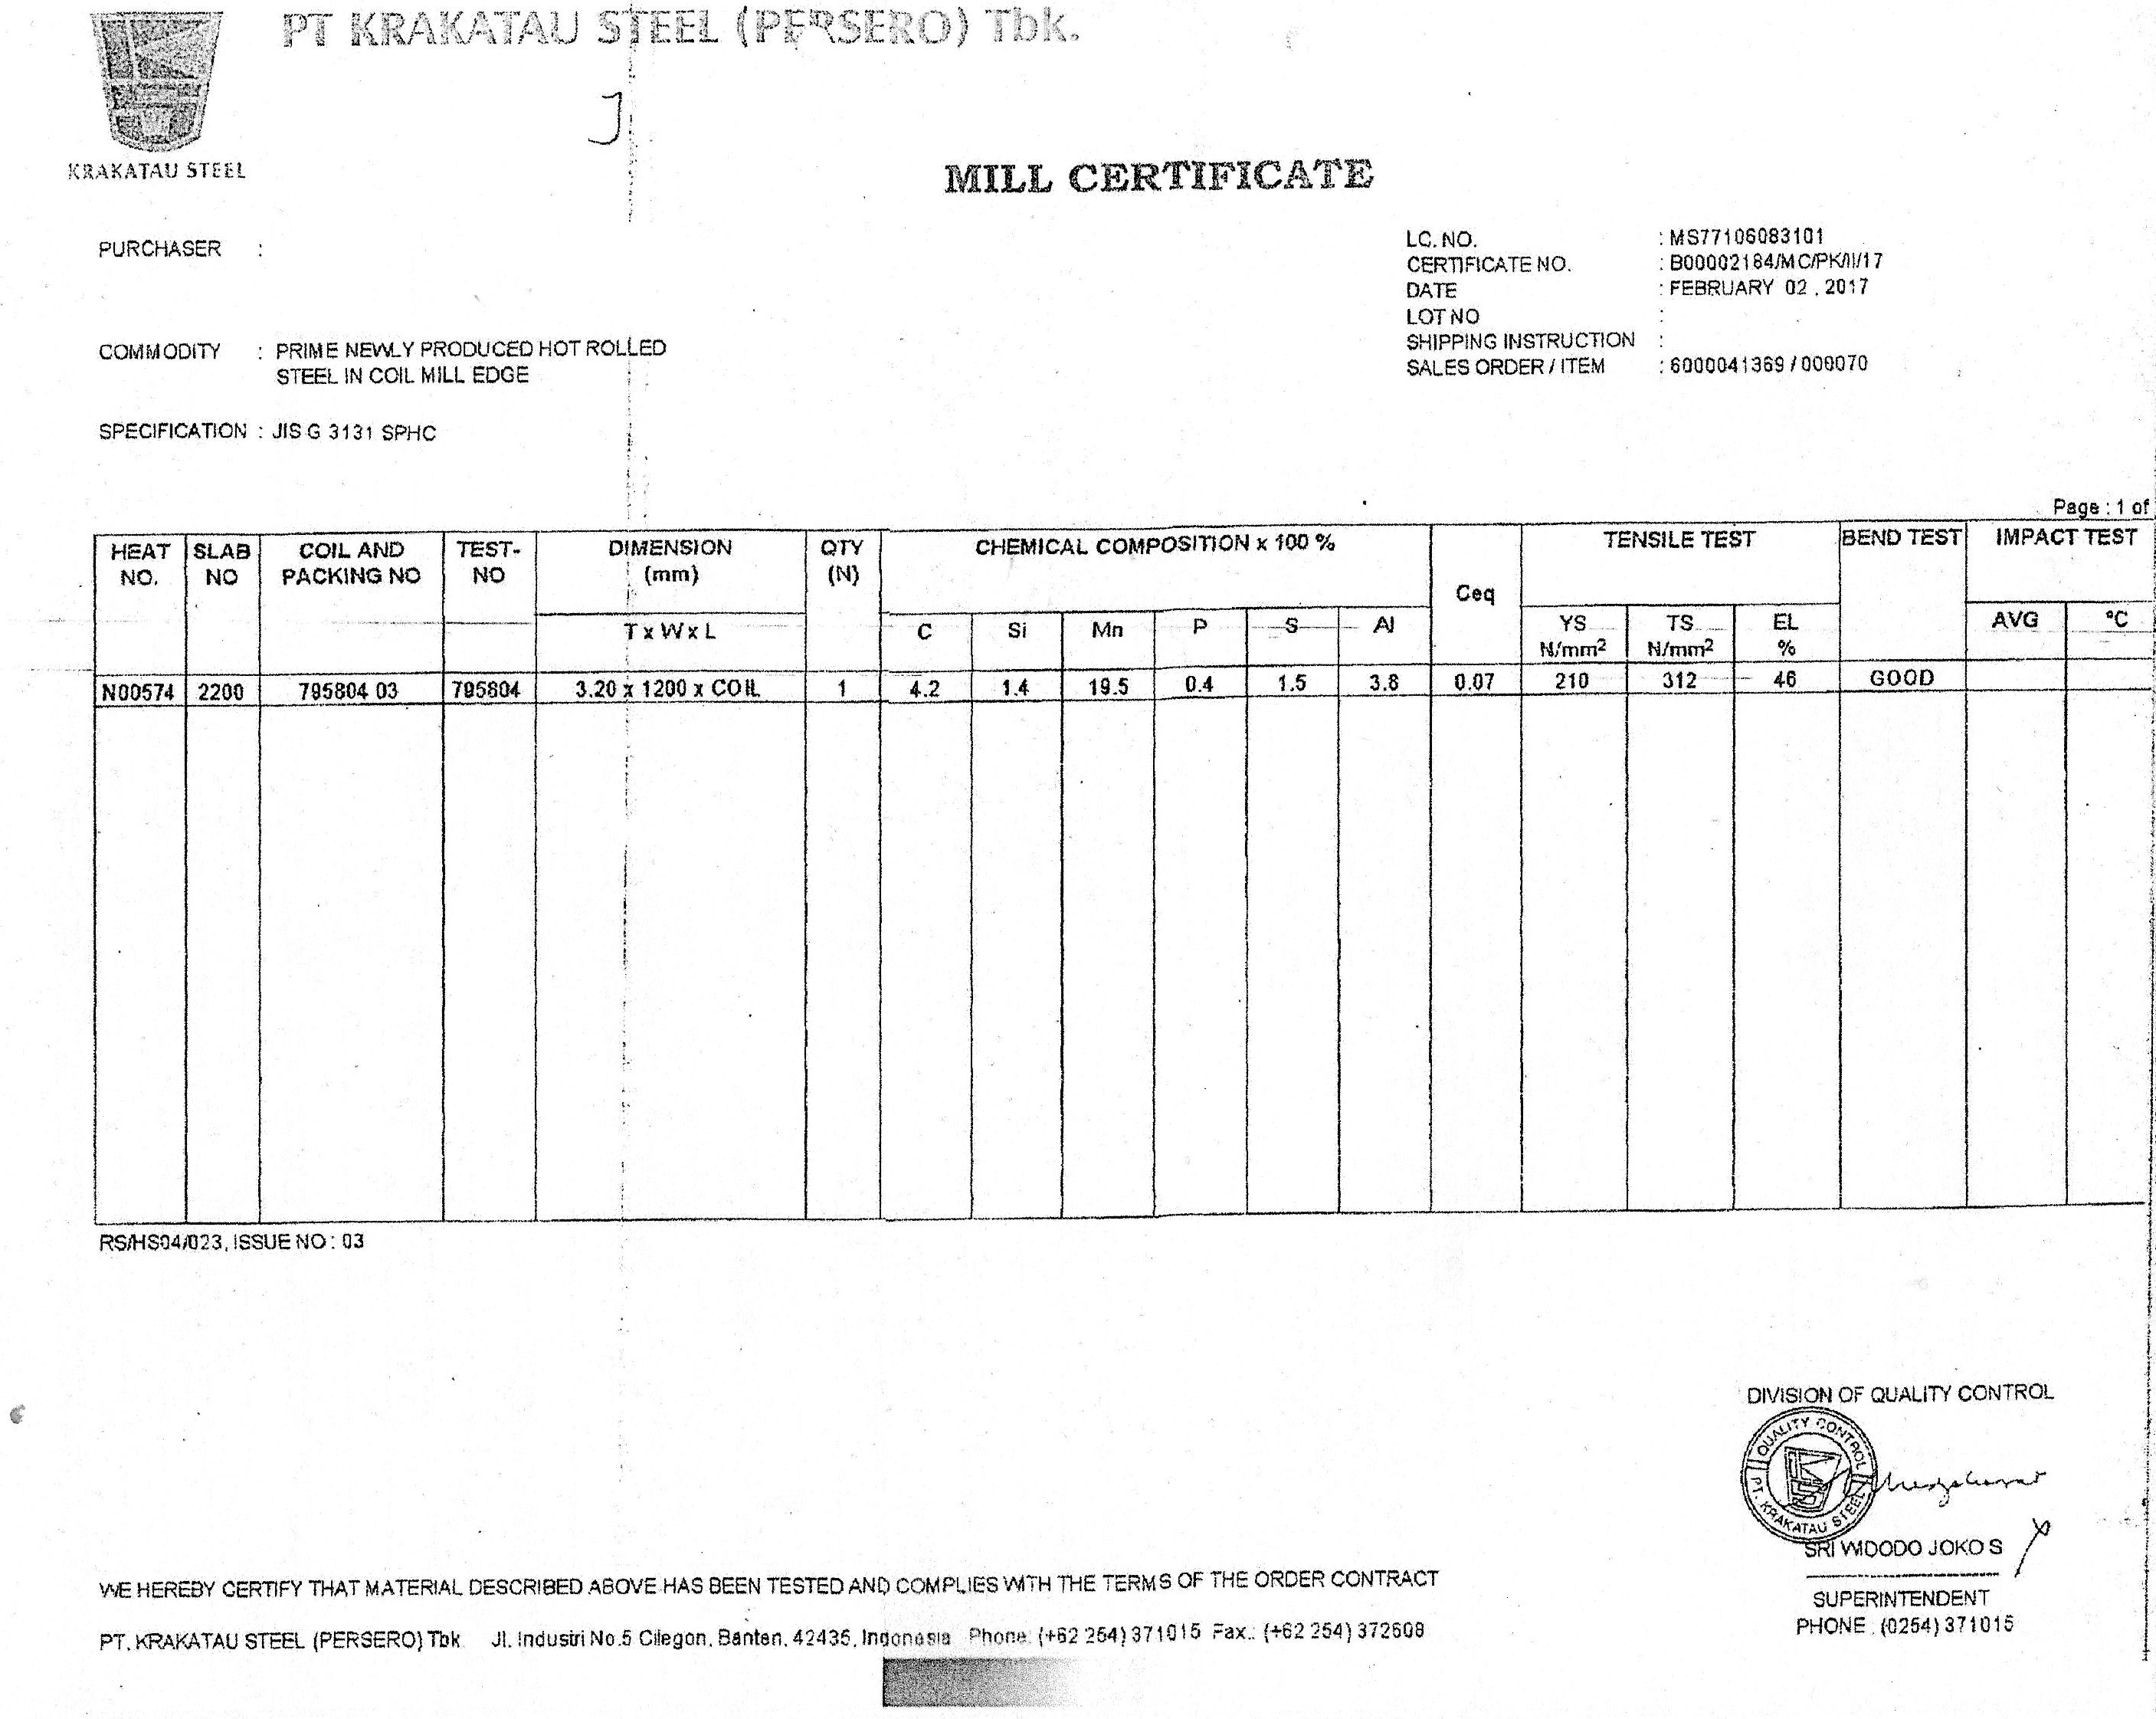 PT KRAKATAU STEEL (PERSERO) Tbk.
J
KRAKATAU STEEL
MILL CERTIFICATE
PURCHASER :
LC. NO. : MS77106083101
CERTIFICATE NO. : B00002184/MC/PK/II/17
DATE : FEBRUARY 02 , 2017
LOT NO :
SHIPPING INSTRUCTION :
SALES ORDER / ITEM : 6000041369 / 000070
COMMODITY : PRIME NEWLY PRODUCED HOT ROLLED
STEEL IN COIL MILL EDGE
SPECIFICATION : JIS G 3131 SPHC
Page : 1 of
HEAT NO. SLAB NO COIL AND PACKING NO TEST-NO DIMENSION (mm) QTY (N) CHEMICAL COMPOSITION x 100 % Ceq TENSILE TEST BEND TEST IMPACT TEST
T x W x L C Si Mn P S Al YS N/mm² TS N/mm² EL % AVG °C
N00574 2200 795804 03 795804 3.20 x 1200 x COIL 1 4.2 1.4 19.5 0.4 1.5 3.8 0.07 210 312 46 GOOD
RS/HS04/023, ISSUE NO : 03
DIVISION OF QUALITY CONTROL
QUALITY CONTROL
PT. KRAKATAU STEEL
SRI WIDODO JOKO S
SUPERINTENDENT
PHONE : (0254) 371015
WE HEREBY CERTIFY THAT MATERIAL DESCRIBED ABOVE HAS BEEN TESTED AND COMPLIES WITH THE TERMS OF THE ORDER CONTRACT
PT. KRAKATAU STEEL (PERSERO) Tbk Jl. Industri No.5 Cilegon, Banten, 42435, Indonesia Phone: (+62 254) 371015 Fax.: (+62 254) 372608